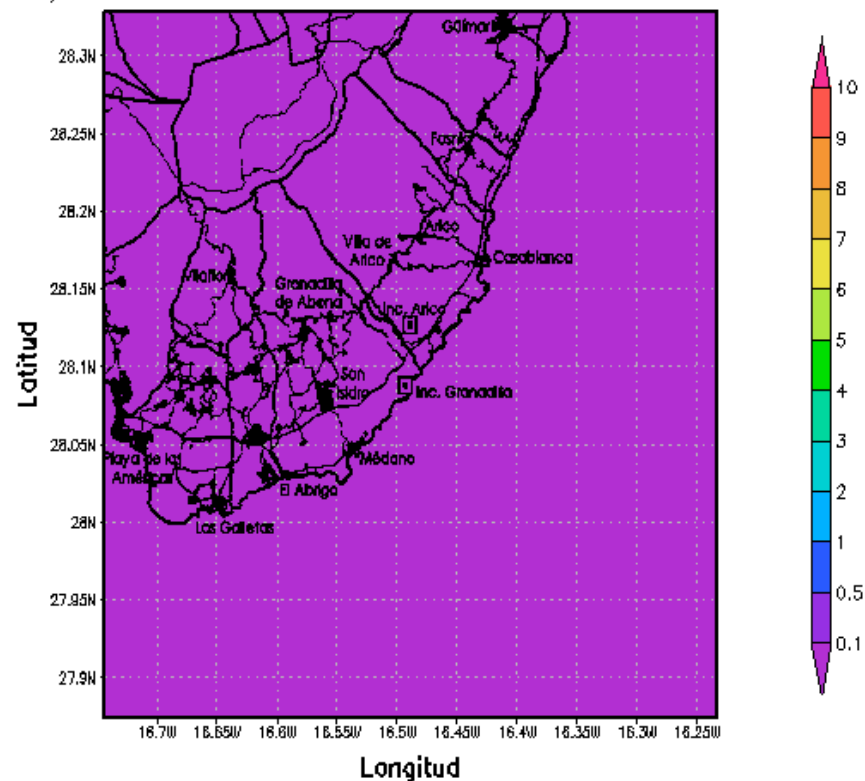 Güimar
28.3N
10
9
28.25N
Fasnia
8
28.2N
Arico
7
Villa de
Arico
Casablanca
Vilaflor
6
Granadilla
de Abona
28.15N
Inc. Arico
5
28.1N
San
Isidro
Inc. Granadilla
4
Latitud
28.05N
3
Playa de las
Américas
Médano
Abrigo
2
28N
Las Galletas
1
27.95N
0.5
27.9N
0.1
16.7W 16.65W 16.6W 16.55W 16.5W 16.45W 16.4W 16.35W 16.3W 16.25W
Longitud